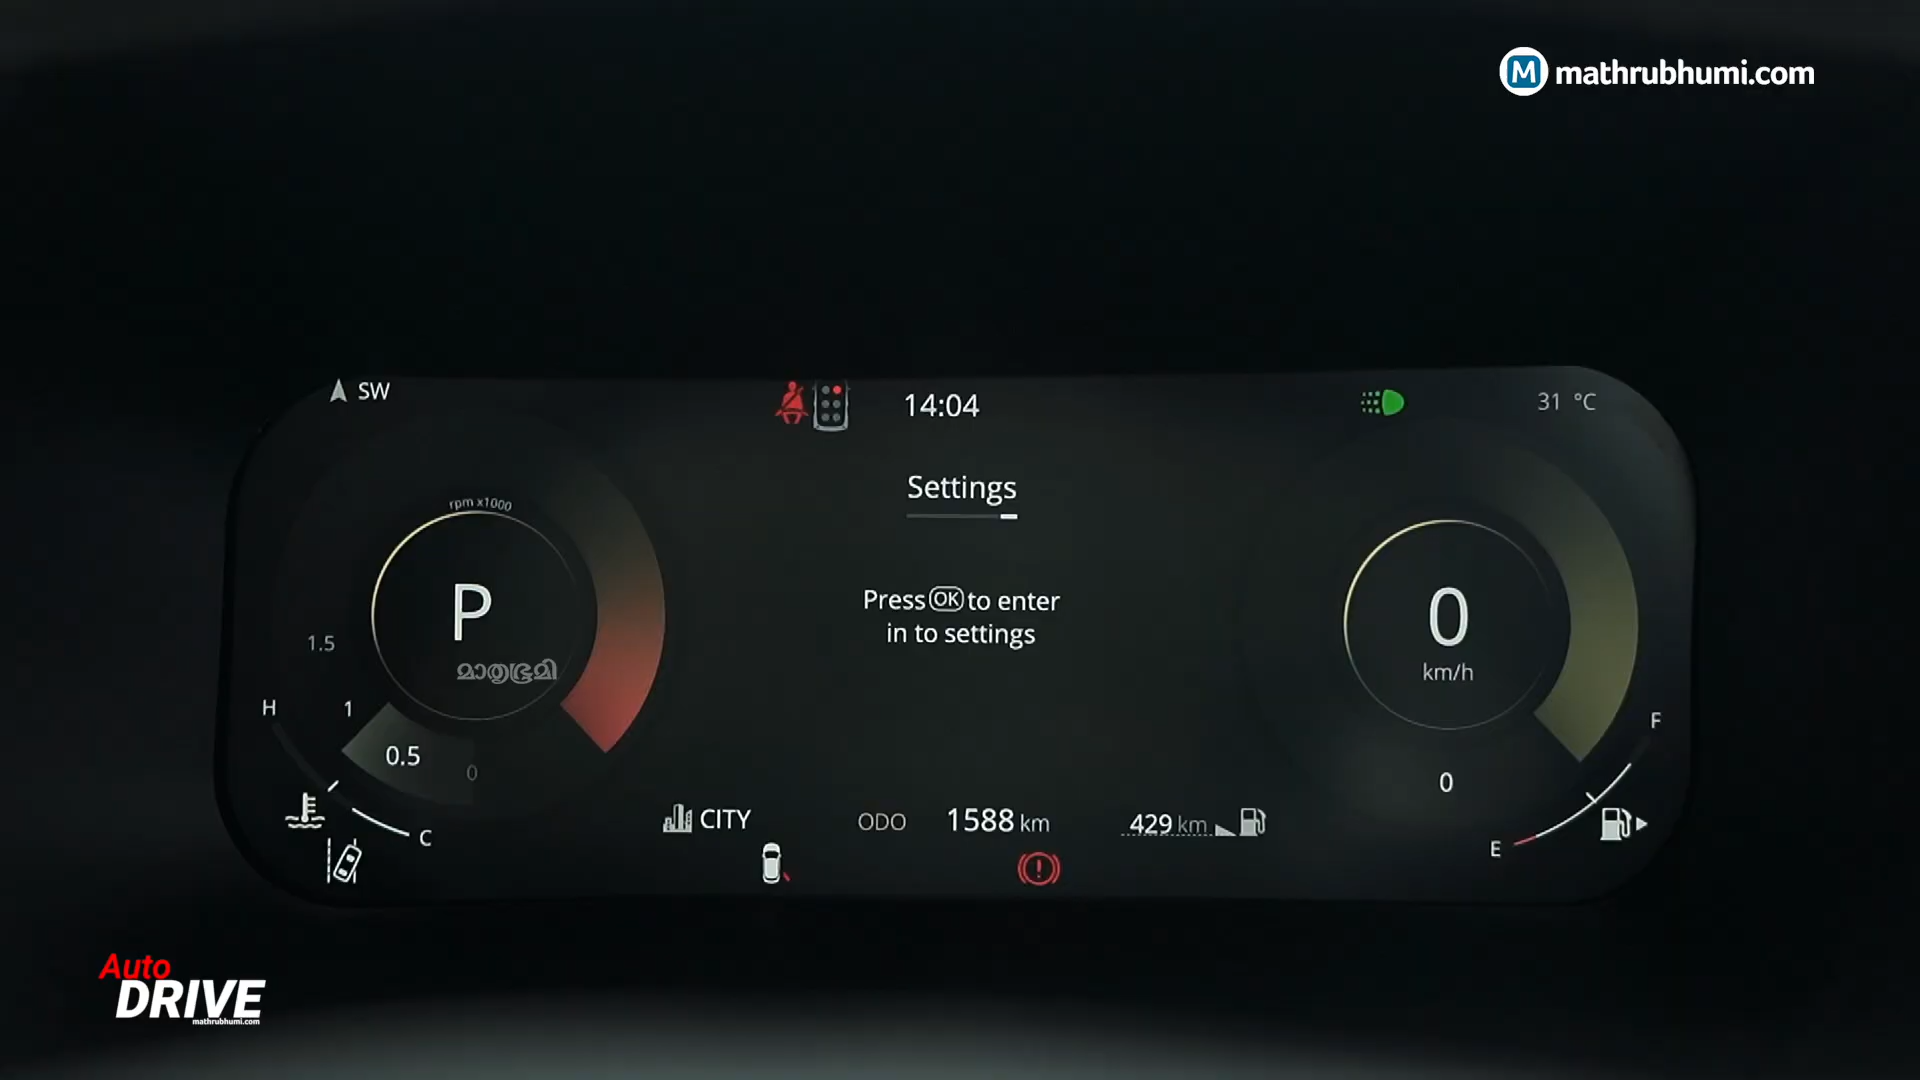 M mathrubhumi.com
SW
14:04
31 °C
Settings
rpm x1000
Press OK to enter
in to settings
P
മാതൃഭൂമി
0
km/h
1.5
1
0.5
0
H
C
F
E
0
CITY
ODO 1588 km
429 km
Auto
DRIVE
mathrubhumi.com